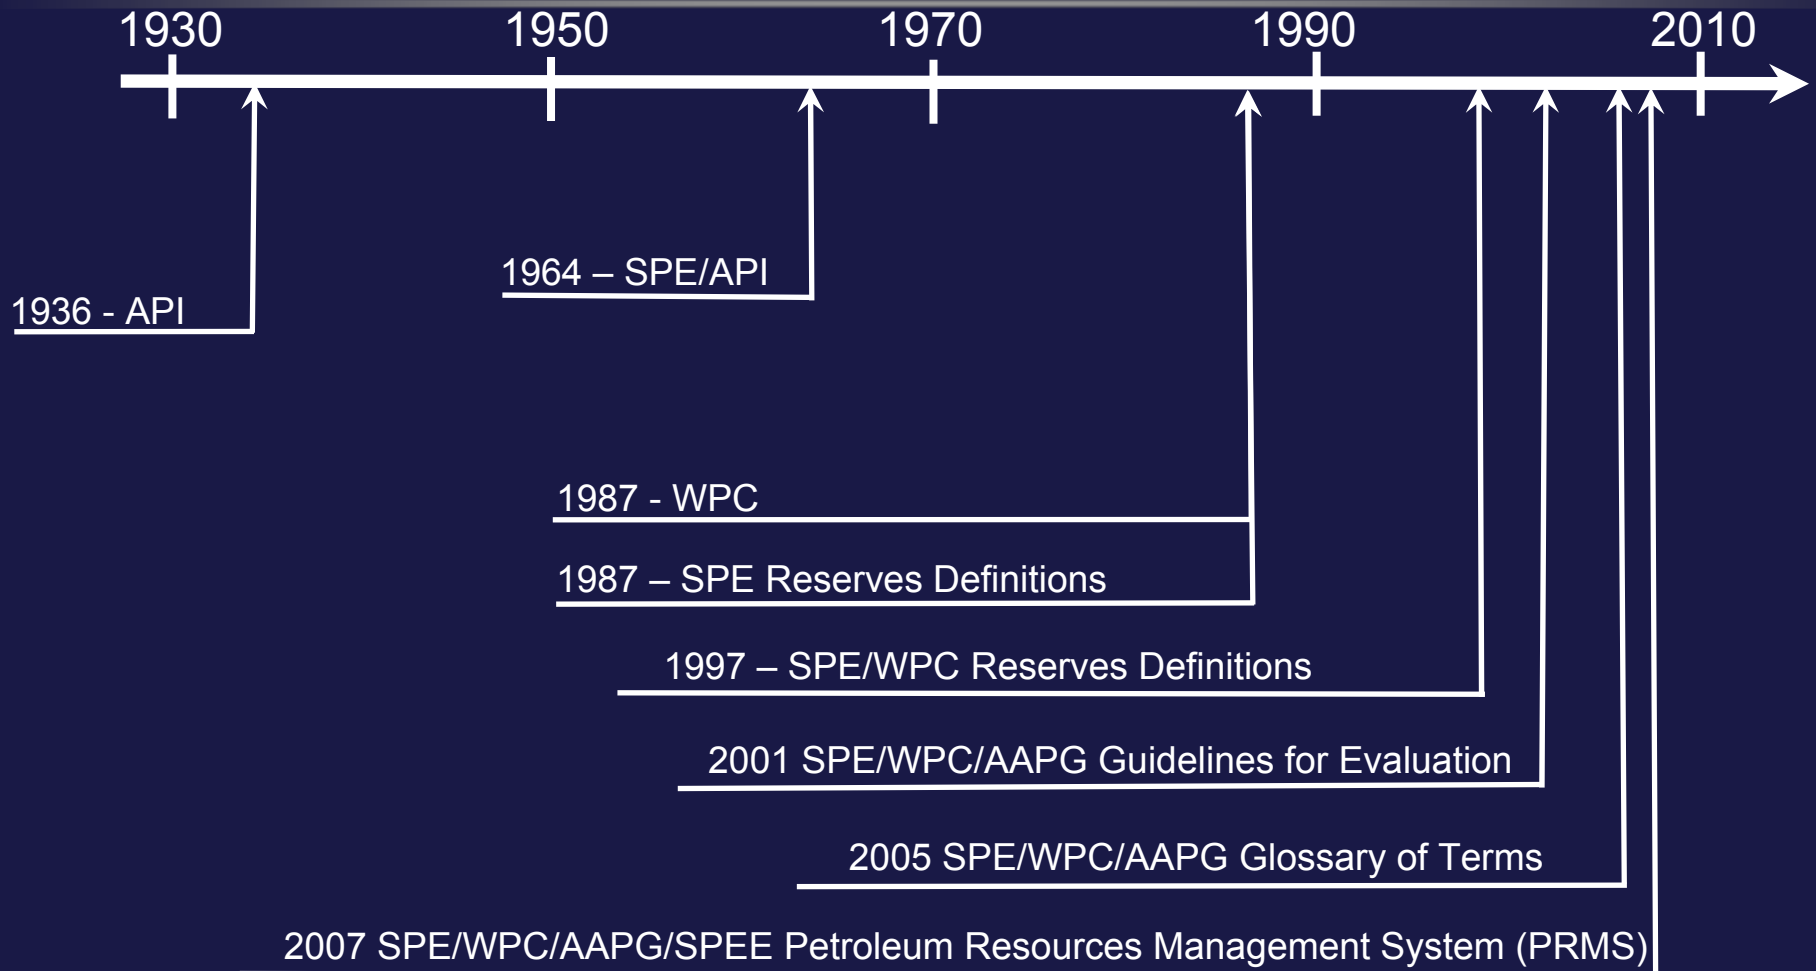 1930 1950 1970 1990 2010
1964 – SPE/API
1936 - API
1987 - WPC
1987 – SPE Reserves Definitions
1997 – SPE/WPC Reserves Definitions
2001 SPE/WPC/AAPG Guidelines for Evaluation
2005 SPE/WPC/AAPG Glossary of Terms
2007 SPE/WPC/AAPG/SPEE Petroleum Resources Management System (PRMS)